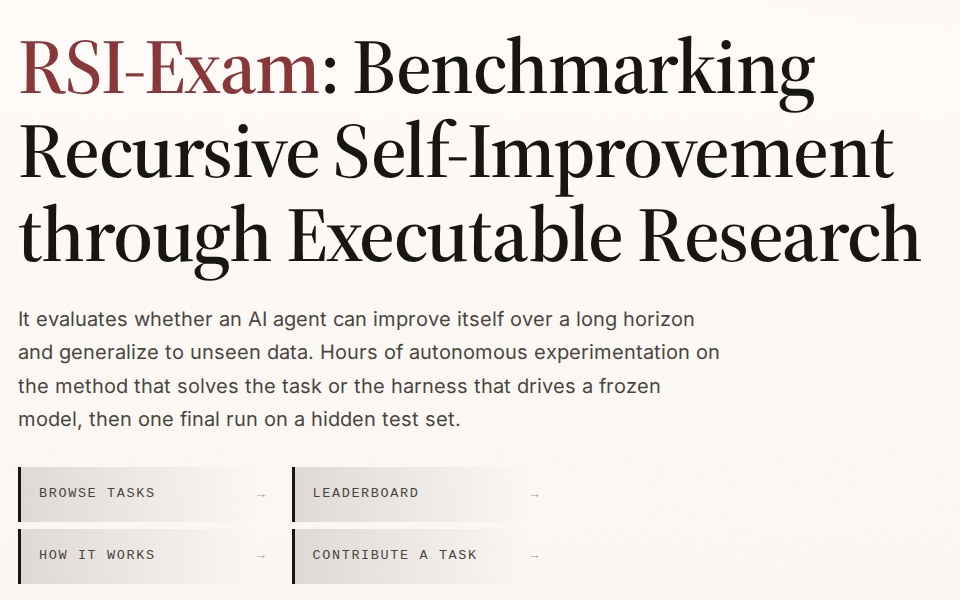 RSI-Exam: Benchmarking
Recursive Self-Improvement
through Executable Research
It evaluates whether an AI agent can improve itself over a long horizon
and generalize to unseen data. Hours of autonomous experimentation on
the method that solves the task or the harness that drives a frozen
model, then one final run on a hidden test set.
BROWSE TASKS →
LEADERBOARD →
HOW IT WORKS →
CONTRIBUTE A TASK →